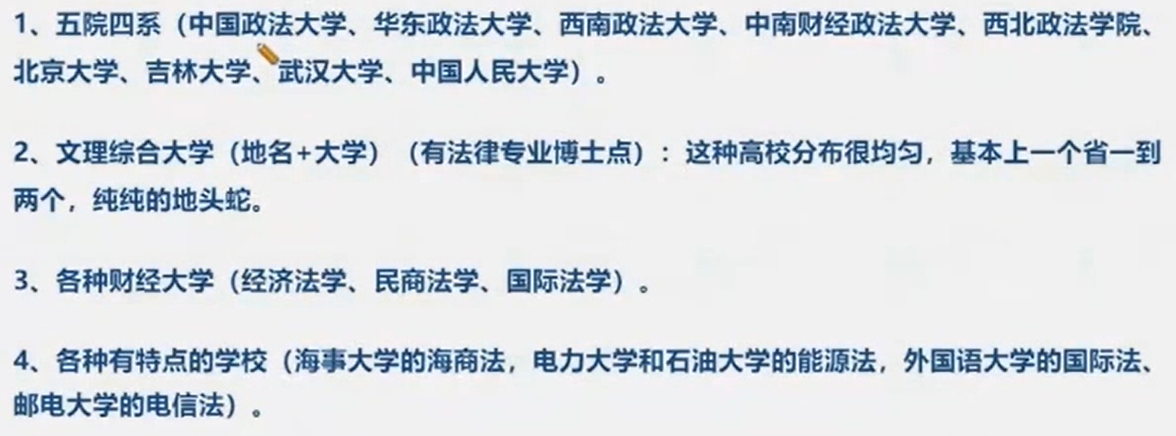 1、五院四系（中国政法大学、华东政法大学、西南政法大学、中南财经政法大学、西北政法学院、
北京大学、吉林大学、武汉大学、中国人民大学）。
2、文理综合大学（地名+大学）（有法律专业博士点）：这种高校分布很均匀，基本上一个省一到
两个，纯纯的地头蛇。
3、各种财经大学（经济法学、民商法学、国际法学）。
4、各种有特点的学校（海事大学的海商法，电力大学和石油大学的能源法，外国语大学的国际法、
邮电大学的电信法）。